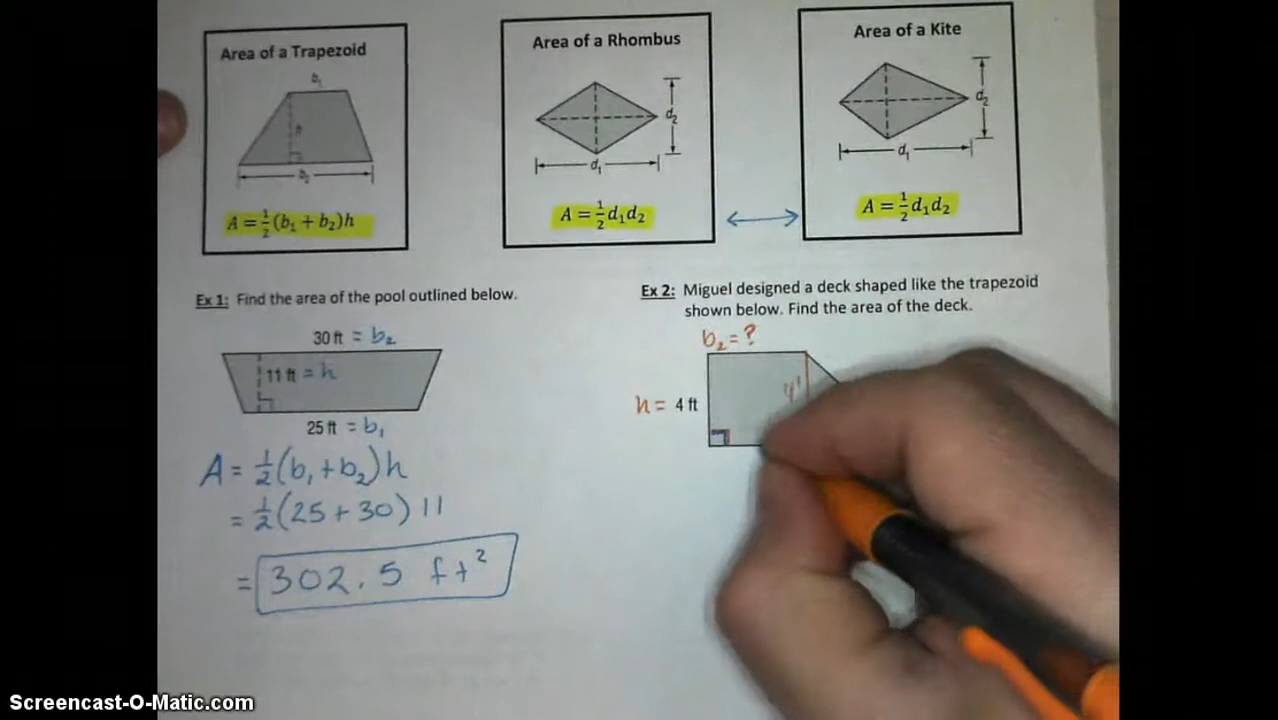 Area of a Trapezoid
b₁
h
b₂
A = ½(b₁ + b₂)h
Area of a Rhombus
d₂
d₁
A = ½d₁d₂
Area of a Kite
d₂
d₁
A = ½d₁d₂
Ex 1: Find the area of the pool outlined below.
30 ft = b₂
11 ft = h
25 ft = b₁
A = ½(b₁ + b₂)h
= ½(25 + 30) 11
= 302.5 ft²
Ex 2: Miguel designed a deck shaped like the trapezoid
shown below. Find the area of the deck.
b₂ = ?
4'
h = 4 ft
Screencast-O-Matic.com